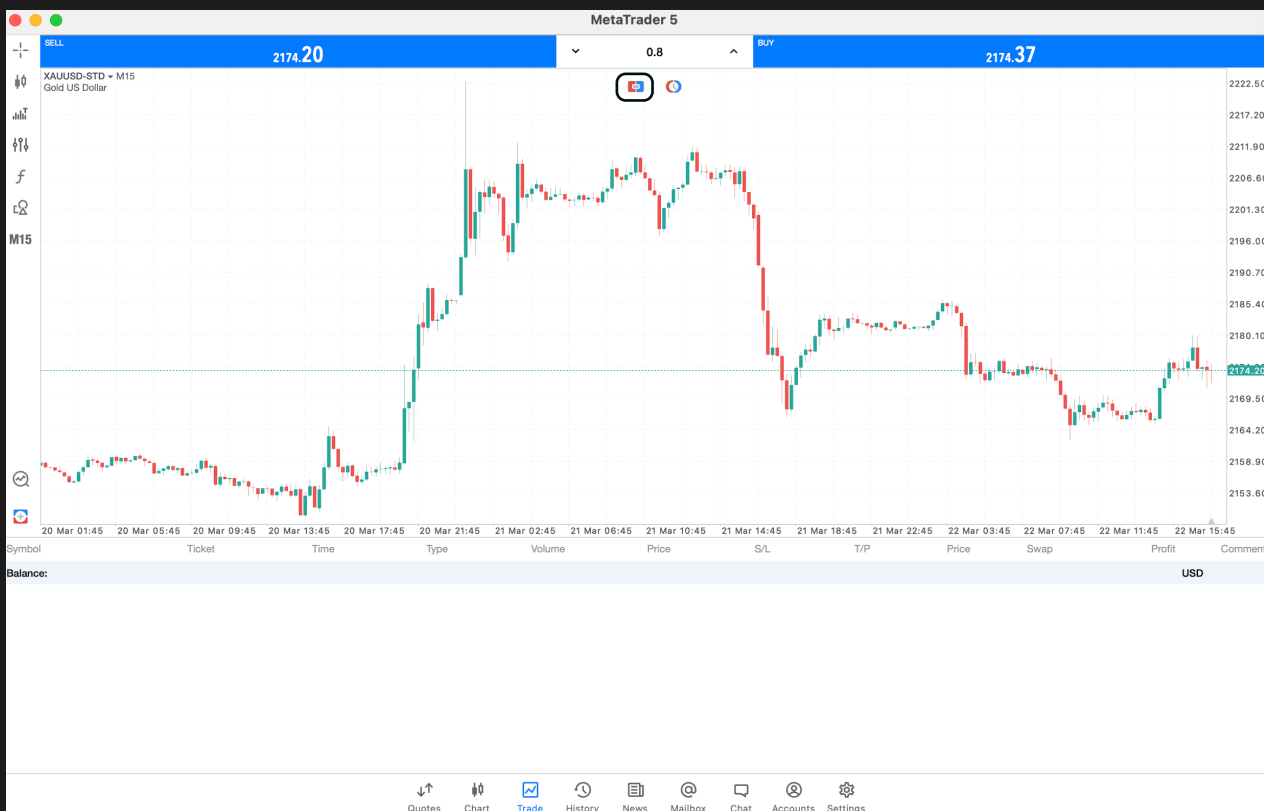 MetaTrader 5
SELL
2174.20
0.8
BUY
2174.37
XAUUSD-STD M15
Gold US Dollar
M15
2222.50
2217.20
2211.90
2206.60
2201.30
2196.00
2190.70
2185.40
2180.10
2174.20
2169.50
2164.20
2158.90
2153.60
20 Mar 01:45 20 Mar 05:45 20 Mar 09:45 20 Mar 13:45 20 Mar 17:45 20 Mar 21:45 21 Mar 02:45 21 Mar 06:45 21 Mar 10:45 21 Mar 14:45 21 Mar 18:45 21 Mar 22:45 22 Mar 03:45 22 Mar 07:45 22 Mar 11:45 22 Mar 15:45
Symbol Ticket Time Type Volume Price S/L T/P Price Swap Profit Comment
Balance: USD
Quotes Chart Trade History News Mailbox Chat Accounts Settings